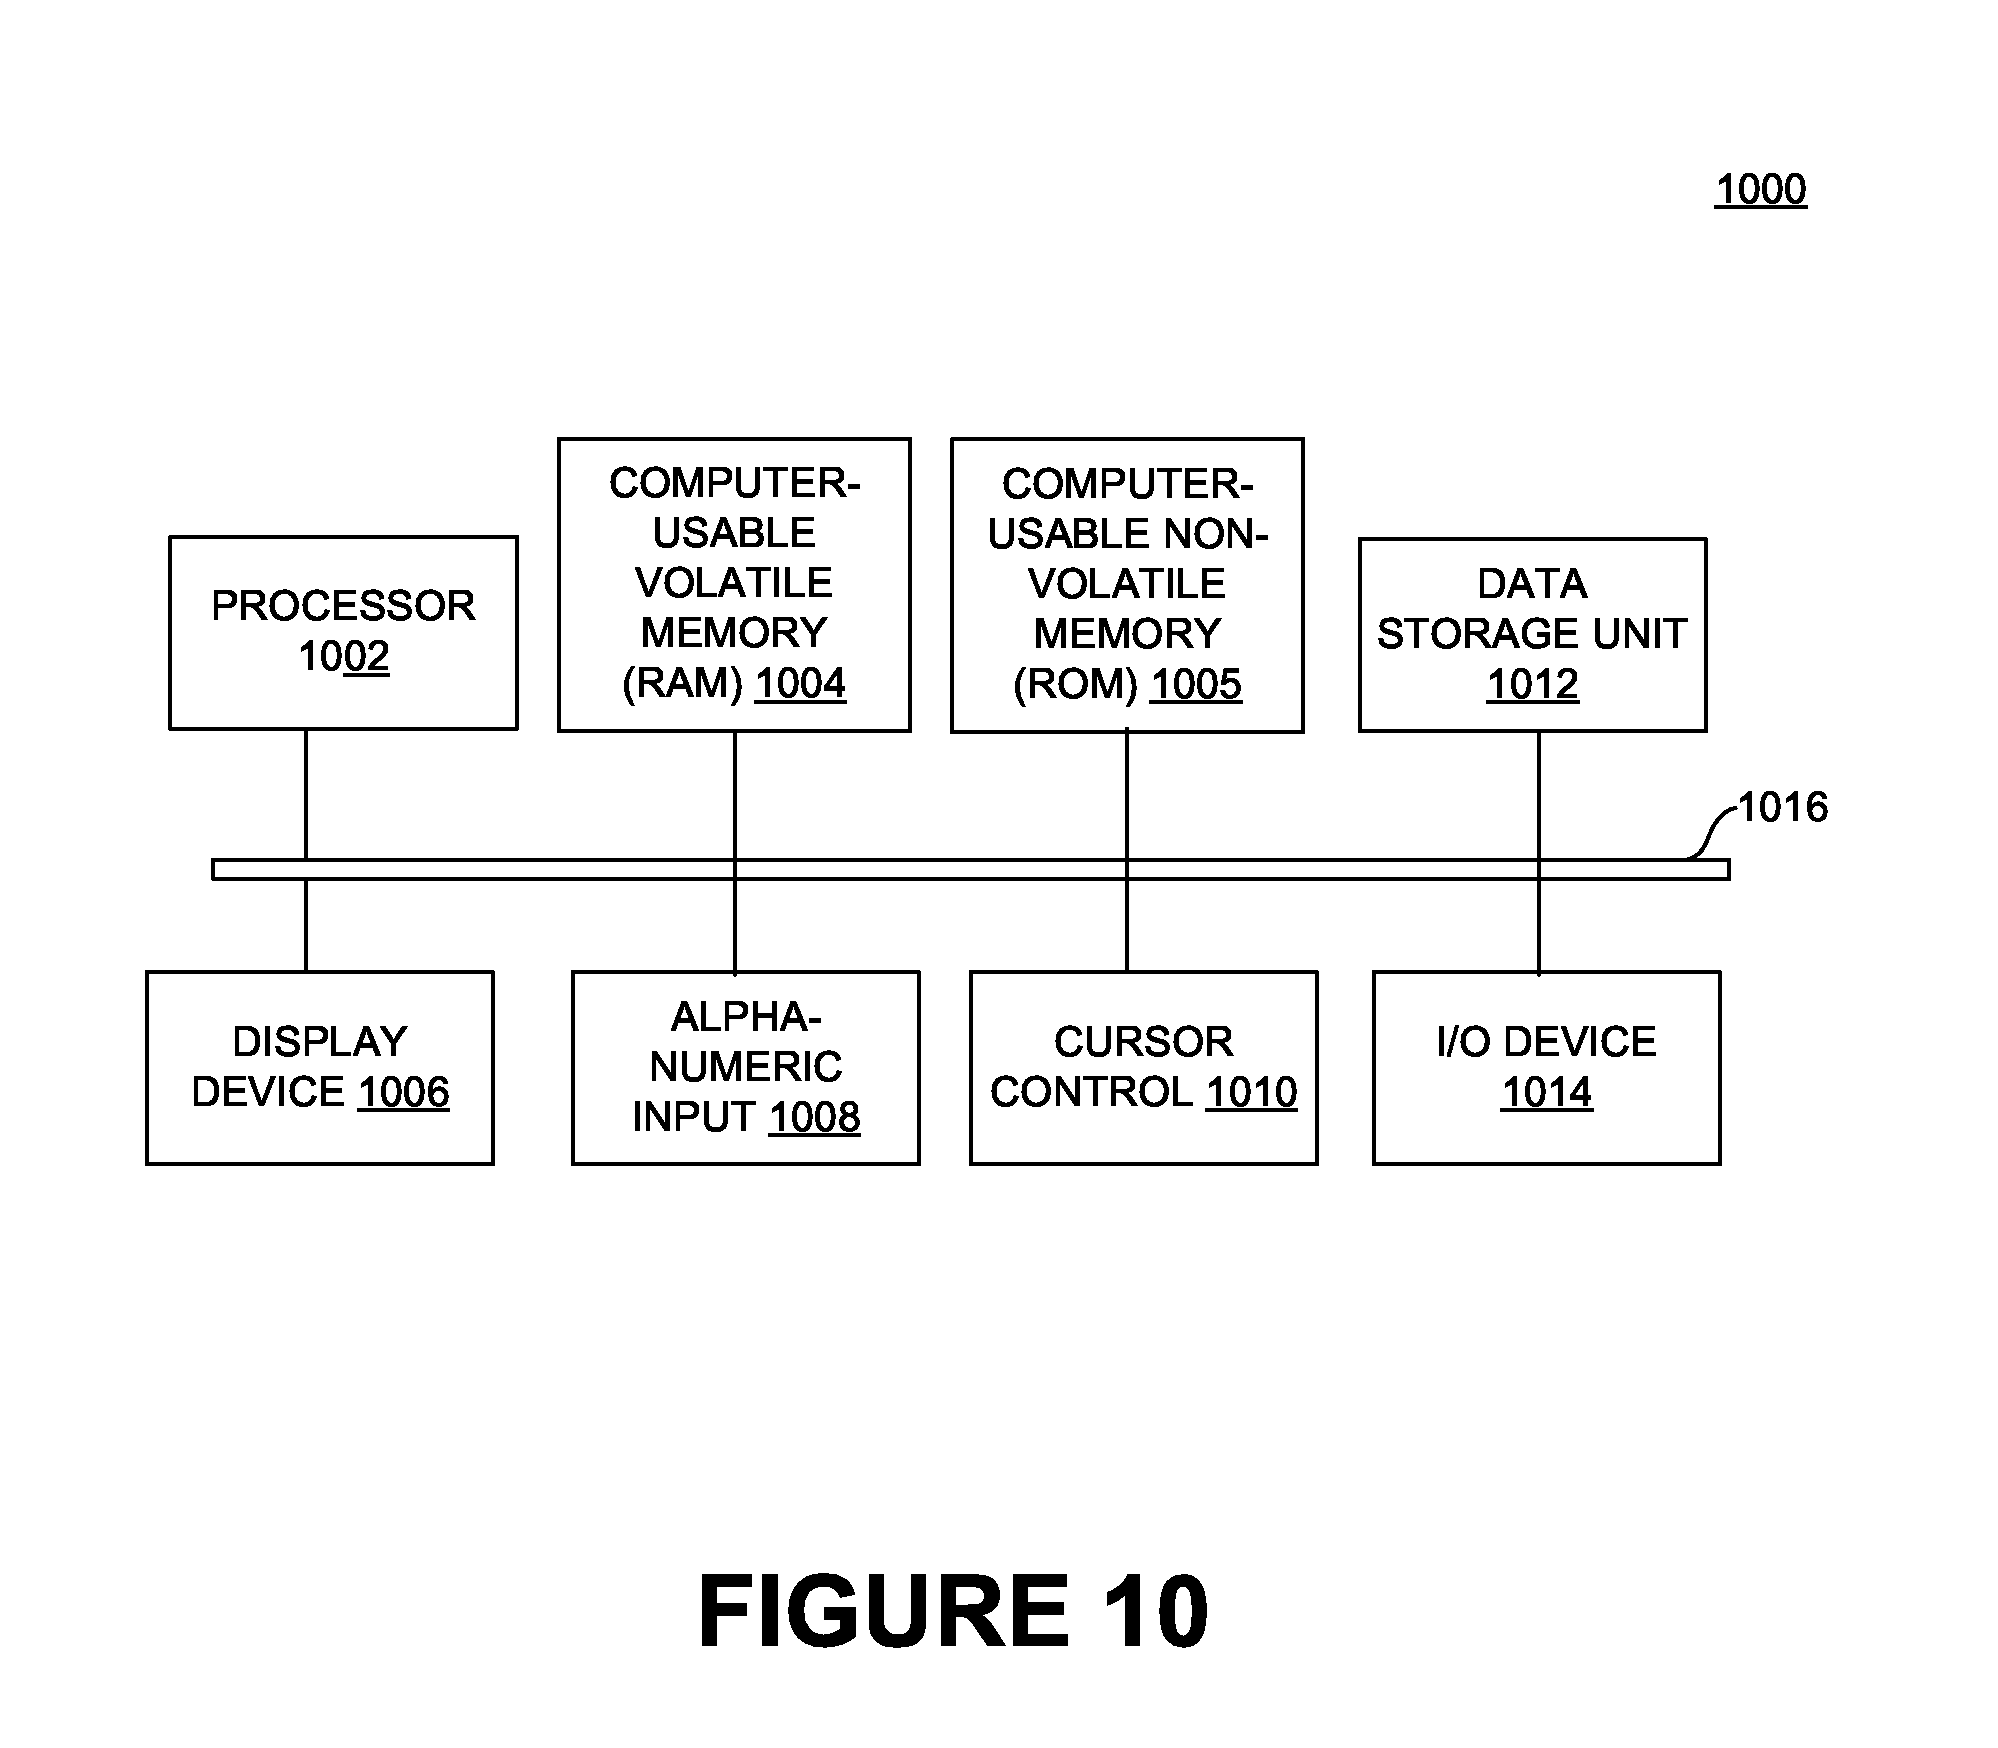 1000
PROCESSOR
1002
COMPUTER-
USABLE
VOLATILE
MEMORY
(RAM) 1004
COMPUTER-
USABLE NON-
VOLATILE
MEMORY
(ROM) 1005
DATA
STORAGE UNIT
1012
1016
DISPLAY
DEVICE 1006
ALPHA-
NUMERIC
INPUT 1008
CURSOR
CONTROL 1010
I/O DEVICE
1014
FIGURE 10